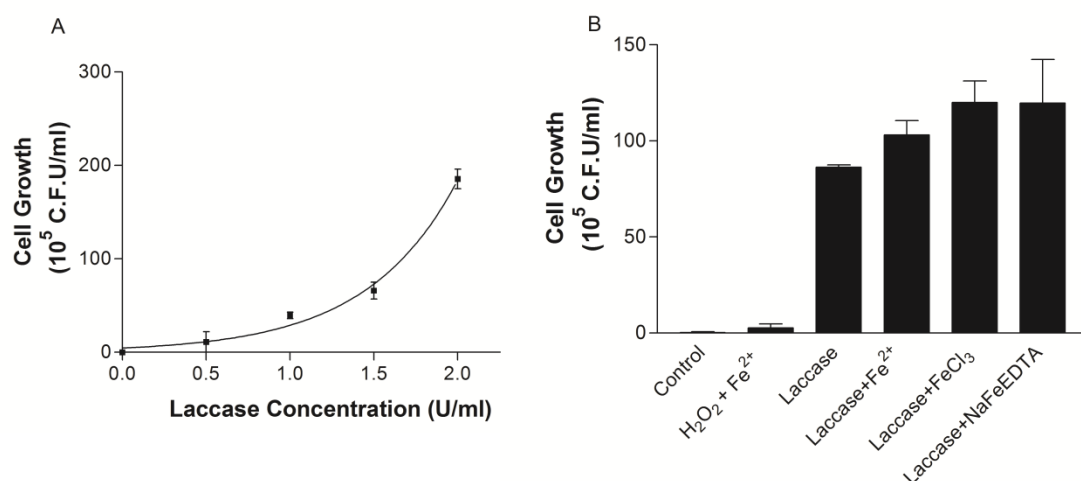 A
Cell Growth
(10⁵ C.F.U/ml)
300
200
100
0
0.0
0.5
1.0
1.5
2.0
Laccase Concentration (U/ml)
B
Cell Growth
(10⁵ C.F.U/ml)
150
100
50
0
Control
H₂O₂ + Fe²⁺
Laccase
Laccase+Fe²⁺
Laccase+FeCl₃
Laccase+NaFeEDTA